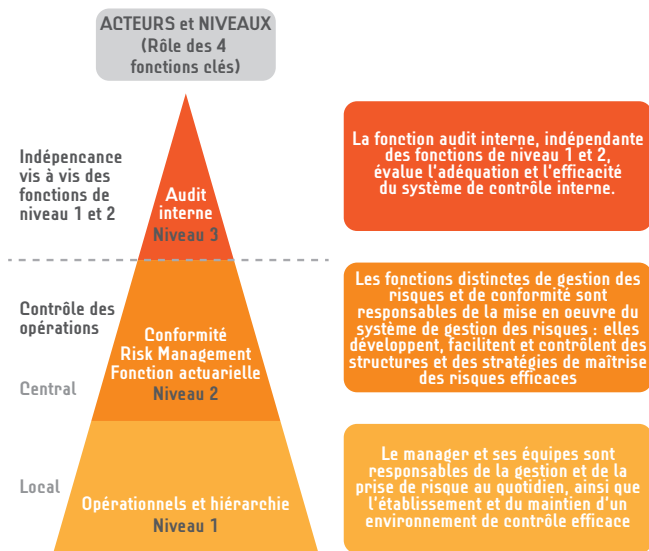 ACTEURS et NIVEAUX
(Rôle des 4
fonctions clés)
Indépencance
vis à vis des
fonctions de
niveau 1 et 2
Audit
interne
Niveau 3
La fonction audit interne, indépendante
des fonctions de niveau 1 et 2,
évalue l'adéquation et l'efficacité
du système de contrôle interne.
Contrôle des
opérations
Central
Conformité
Risk Management
Fonction actuarielle
Niveau 2
Les fonctions distinctes de gestion des
risques et de conformité sont
responsables de la mise en oeuvre du
système de gestion des risques : elles
développent, facilitent et contrôlent des
structures et des stratégies de maîtrise
des risques efficaces
Local
Opérationnels et hiérarchie
Niveau 1
Le manager et ses équipes sont
responsables de la gestion et de la
prise de risque au quotidien, ainsi que
l'établissement et du maintien d'un
environnement de contrôle efficace